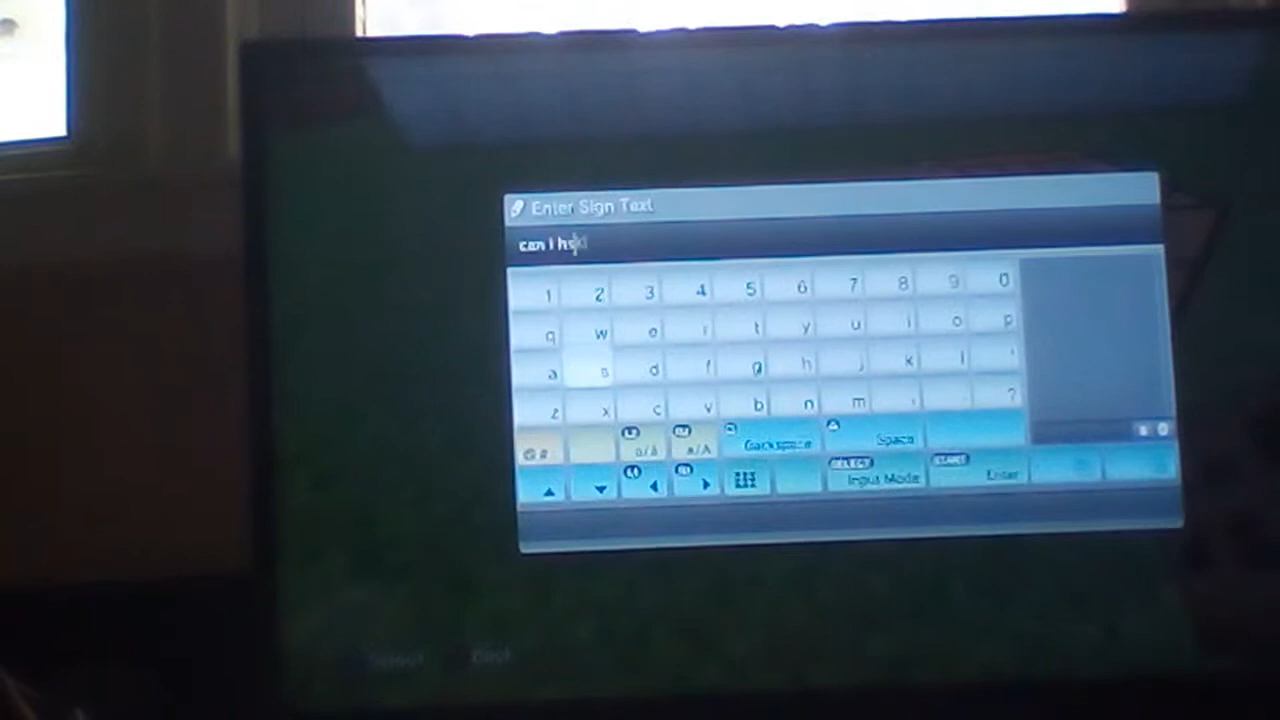 Enter Sign Text
can i hs
1 2 3 4 5 6 7 8 9 0
q w e r t y u i o p
a s d f g h j k l '
z x c v b n m , . ?
@# a/A Backspace Space
Input Mode Enter